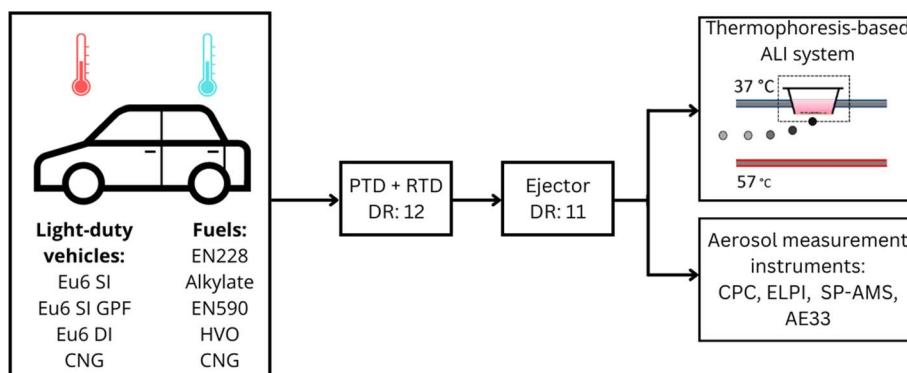 Light-duty
vehicles:
Eu6 SI
Eu6 SI GPF
Eu6 DI
CNG
Fuels:
EN228
Alkylate
EN590
HVO
CNG
PTD + RTD
DR: 12
Ejector
DR: 11
Thermophoresis-based
ALI system
37 °C
57 °C
Aerosol measurement
instruments:
CPC, ELPI, SP-AMS,
AE33